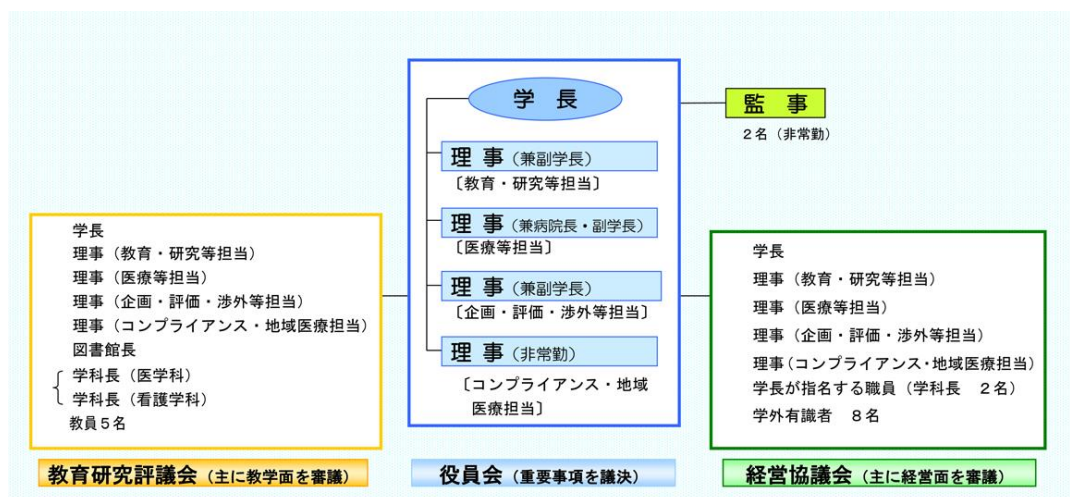 学 長
理 事（兼副学長）
〔教育・研究等担当〕
理 事（兼病院長・副学長）
〔医療等担当〕
理 事（兼副学長）
〔企画・評価・渉外等担当〕
理 事（非常勤）
〔コンプライアンス・地域
医療担当〕
監 事
２名（非常勤）
学長
理事（教育・研究等担当）
理事（医療等担当）
理事（企画・評価・渉外等担当）
理事（コンプライアンス・地域医療担当）
図書館長
学科長（医学科）
学科長（看護学科）
教員５名
学長
理事（教育・研究等担当）
理事（医療等担当）
理事（企画・評価・渉外等担当）
理事（コンプライアンス・地域医療担当）
学長が指名する職員（学科長　２名）
学外有識者　８名
教育研究評議会（主に教学面を審議）
役員会（重要事項を議決）
経営協議会（主に経営面を審議）